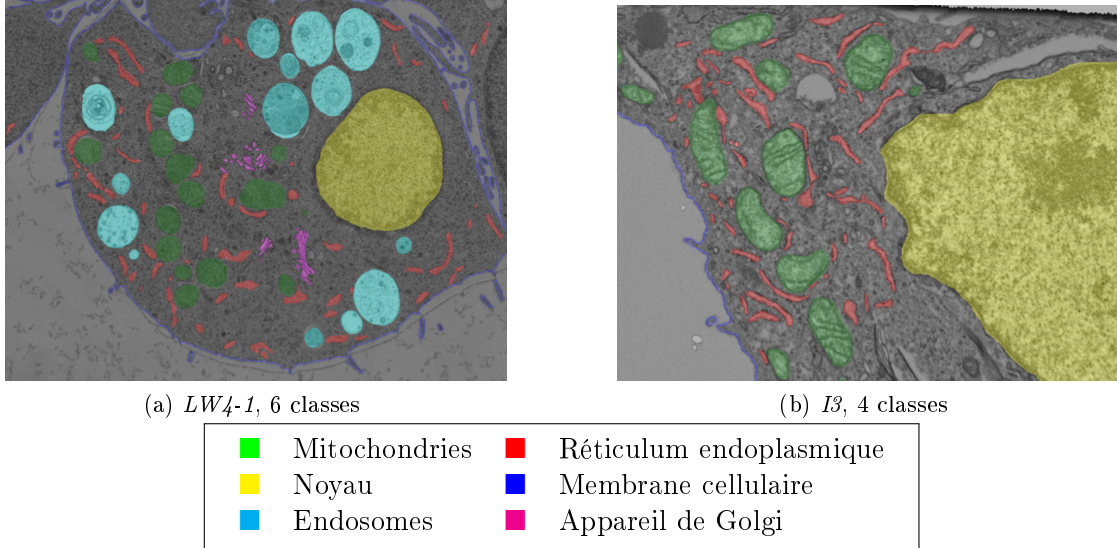 (a) LW4-1, 6 classes
(b) I3, 4 classes
Mitochondries
Réticulum endoplasmique
Noyau
Membrane cellulaire
Endosomes
Appareil de Golgi